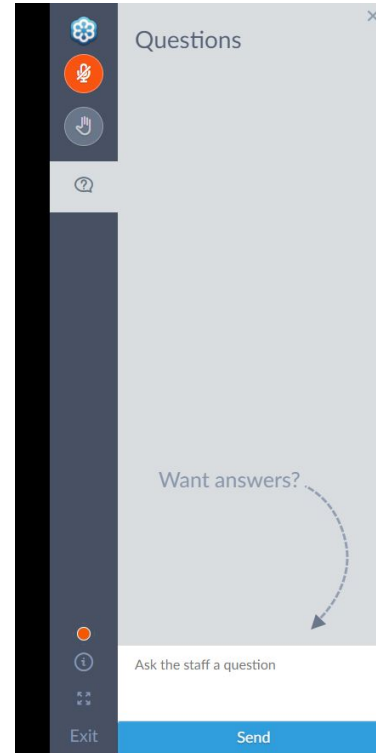 Questions
Want answers?
Ask the staff a question
Exit
Send